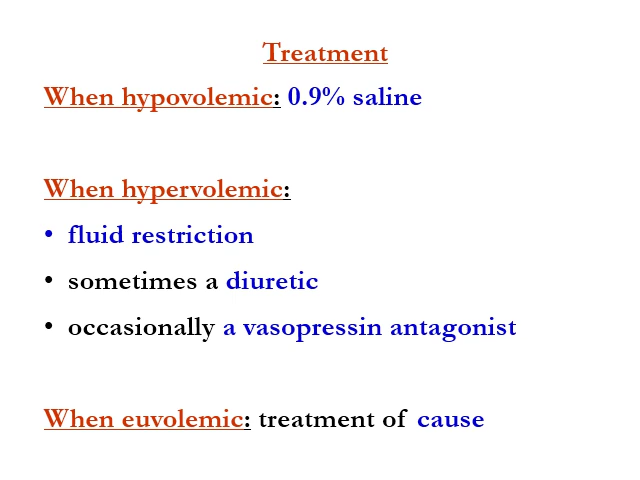 Treatment
When hypovolemic: 0.9% saline
When hypervolemic:
• fluid restriction
• sometimes a diuretic
• occasionally a vasopressin antagonist
When euvolemic: treatment of cause